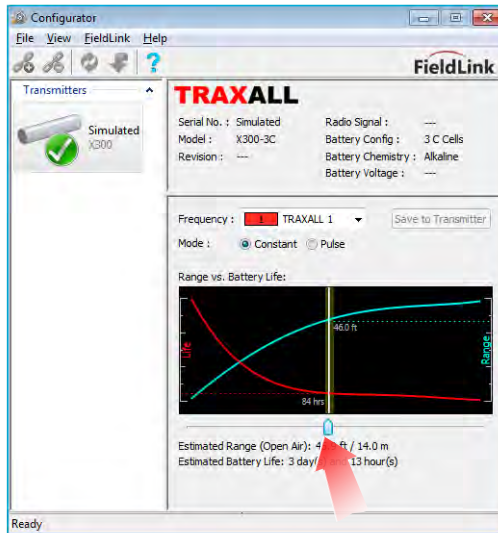 Configurator
File View FieldLink Help
FieldLink
Transmitters
Simulated
X300
TRAXALL
Serial No. : Simulated
Model : X300-3C
Revision : ---
Radio Signal : ---
Battery Config : 3 C Cells
Battery Chemistry : Alkaline
Battery Voltage : ---
Frequency : 1 TRAXALL 1
Save to Transmitter
Mode : Constant Pulse
Range vs. Battery Life:
Life
46.0 ft
84 hrs
Range
Estimated Range (Open Air): ft / 14.0 m
Estimated Battery Life: 3 and 13 hour(s)
Ready